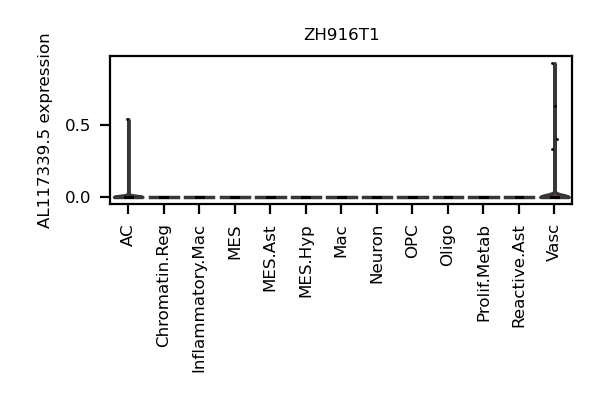 ZH916T1
AL117339.5 expression
0.5
0.0
AC
Chromatin.Reg
Inflammatory.Mac
MES
MES.Ast
MES.Hyp
Mac
Neuron
OPC
Oligo
Prolif.Metab
Reactive.Ast
Vasc